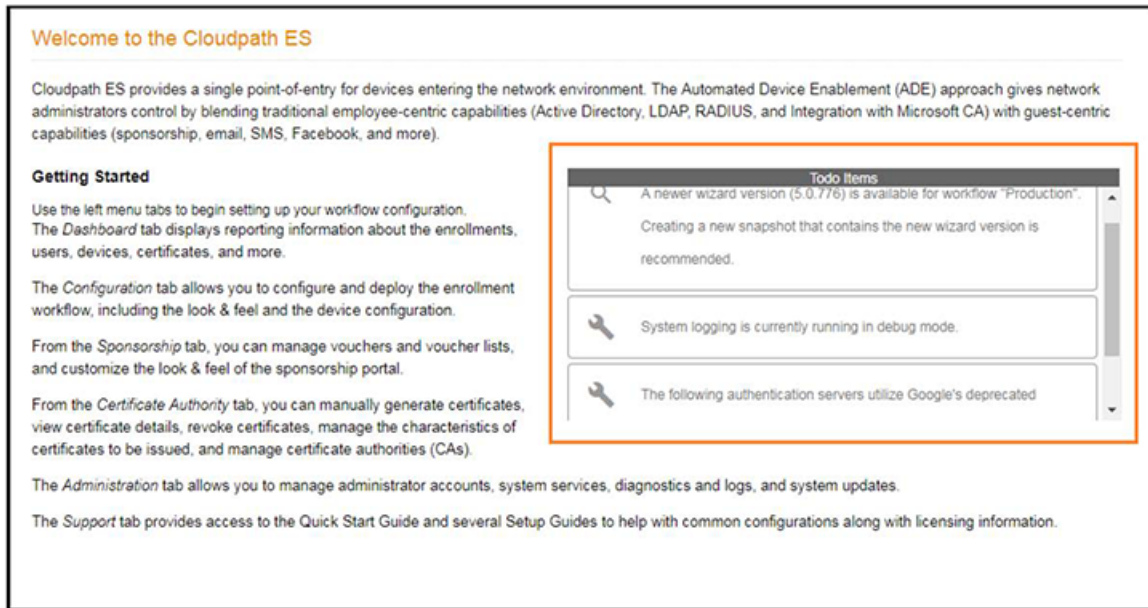 Welcome to the Cloudpath ES
Cloudpath ES provides a single point-of-entry for devices entering the network environment. The Automated Device Enablement (ADE) approach gives network
administrators control by blending traditional employee-centric capabilities (Active Directory, LDAP, RADIUS, and Integration with Microsoft CA) with guest-centric
capabilities (sponsorship, email, SMS, Facebook, and more).
Getting Started
Use the left menu tabs to begin setting up your workflow configuration.
The Dashboard tab displays reporting information about the enrollments,
users, devices, certificates, and more.
The Configuration tab allows you to configure and deploy the enrollment
workflow, including the look & feel and the device configuration.
From the Sponsorship tab, you can manage vouchers and voucher lists,
and customize the look & feel of the sponsorship portal.
From the Certificate Authority tab, you can manually generate certificates,
view certificate details, revoke certificates, manage the characteristics of
certificates to be issued, and manage certificate authorities (CAs).
The Administration tab allows you to manage administrator accounts, system services, diagnostics and logs, and system updates.
The Support tab provides access to the Quick Start Guide and several Setup Guides to help with common configurations along with licensing information.
Todo Items
A newer wizard version (5.0.776) is available for workflow "Production".
Creating a new snapshot that contains the new wizard version is
recommended.
System logging is currently running in debug mode.
The following authentication servers utilize Google's deprecated